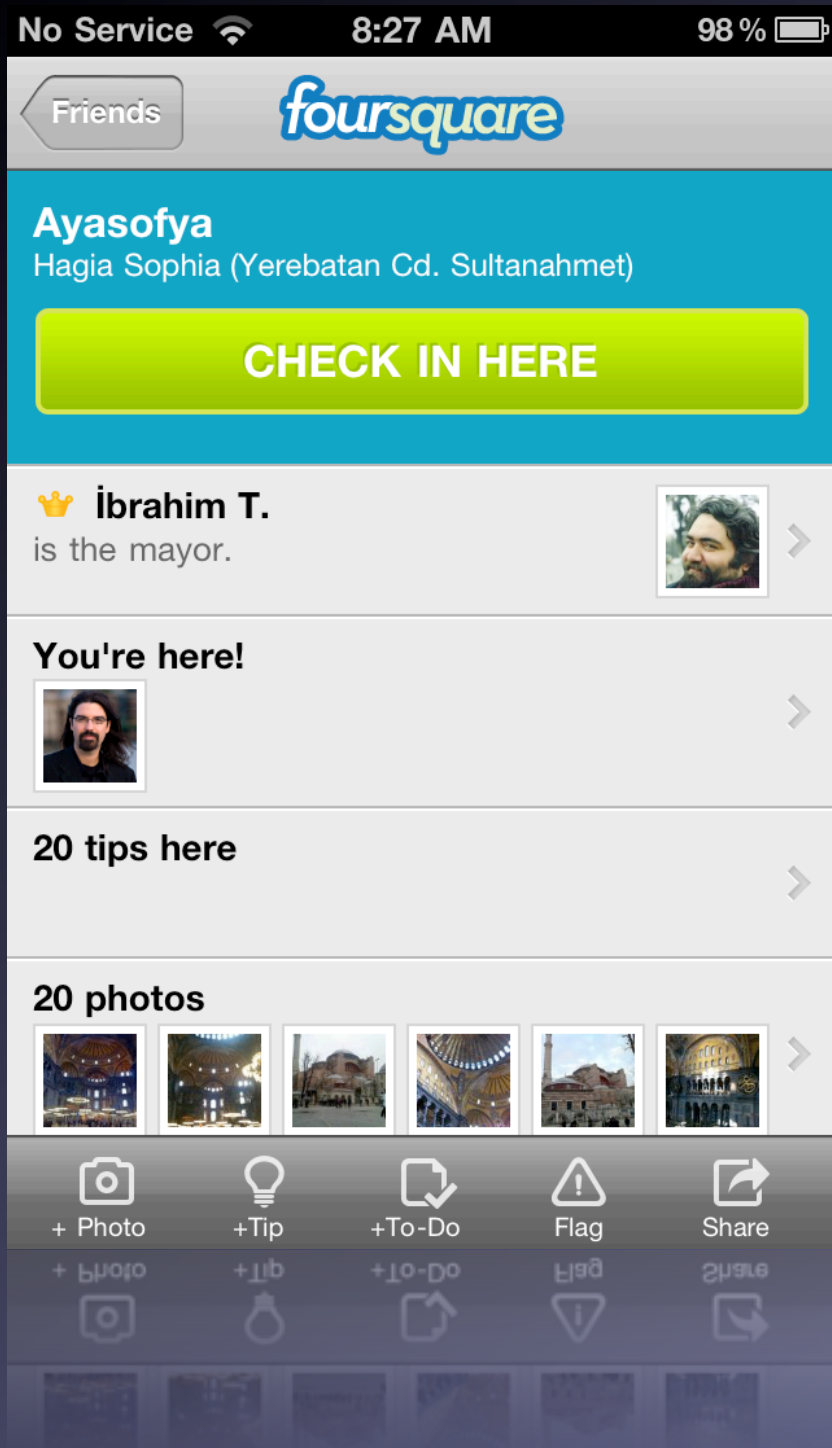 No Service 8:27 AM 98 %
Friends foursquare
Ayasofya
Hagia Sophia (Yerebatan Cd. Sultanahmet)
CHECK IN HERE
İbrahim T.
is the mayor.
You're here!
20 tips here
20 photos
+ Photo +Tip +To-Do Flag Share